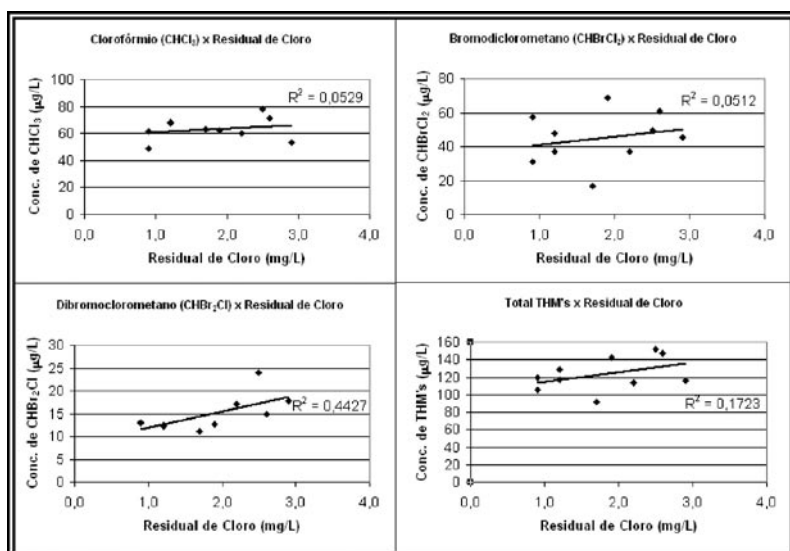 Clorofórmio (CHCl₃) x Residual de Cloro
Conc. de CHCl₃ (µg/L)
100
80
60
40
20
0
R² = 0,0529
0,0 1,0 2,0 3,0 4,0
Residual de Cloro (mg/L)
Bromodiclorometano (CHBrCl₂) x Residual de Cloro
Conc. de CHBrCl₂ (µg/L)
80
60
40
20
0
R² = 0,0512
0,0 1,0 2,0 3,0 4,0
Residual de Cloro (mg/L)
Dibromoclorometano (CHBr₂Cl) x Residual de Cloro
Conc. de CHBr₂Cl (µg/L)
30
25
20
15
10
5
0
R² = 0,4427
0,0 1,0 2,0 3,0 4,0
Residual de Cloro (mg/L)
Total THM's x Residual de Cloro
Conc. de THM's (µg/L)
160
140
120
100
80
60
40
20
0
R² = 0,1723
0,0 1,0 2,0 3,0 4,0
Residual de Cloro (mg/L)